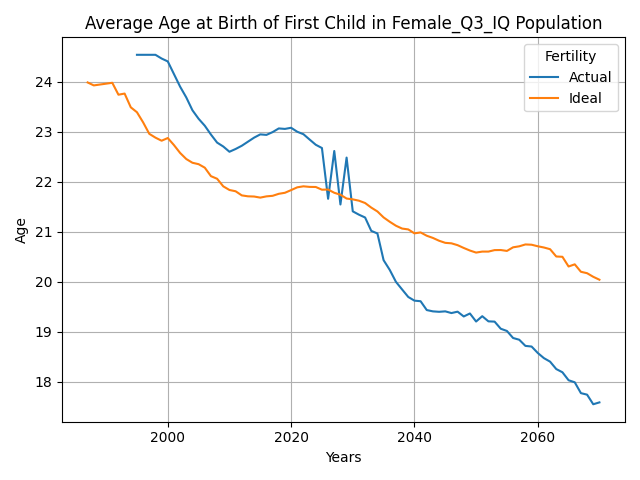 Average Age at Birth of First Child in Female_Q3_IQ Population
Fertility
Actual
Ideal
Age
24
23
22
21
20
19
18
2000
2020
2040
2060
Years